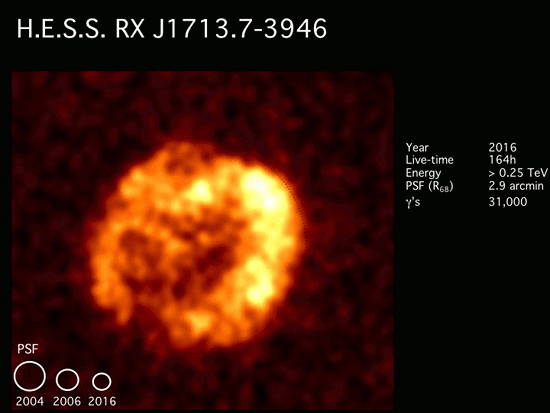 H.E.S.S. RX J1713.7-3946
Year 2016
Live-time 164h
Energy > 0.25 TeV
PSF (R68) 2.9 arcmin
γ's 31,000
PSF
2004 2006 2016